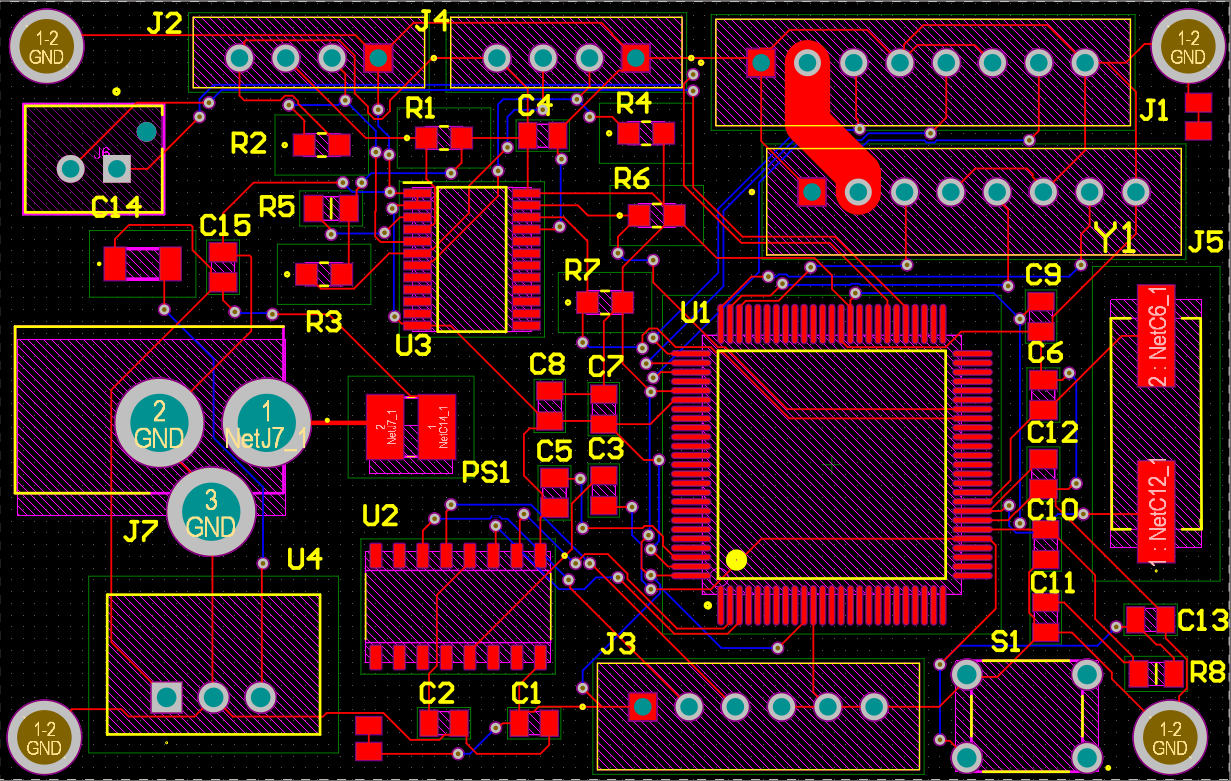 1-2
GND
J2
J4
1-2
GND
J1
R1
C4
R4
R2
J6
R6
C14
R5
C15
Y1
J5
R7
C9
U1
R3
U3
C6
2 : NetC6_1
C8
C7
2
GND
1
NetJ7_1
2
NetJ7_1
1
NetC14_1
C12
C5
C3
PS1
1 : NetC12_1
3
GND
J7
U2
C10
U4
C11
C13
S1
J3
R8
C2
C1
1-2
GND
1-2
GND